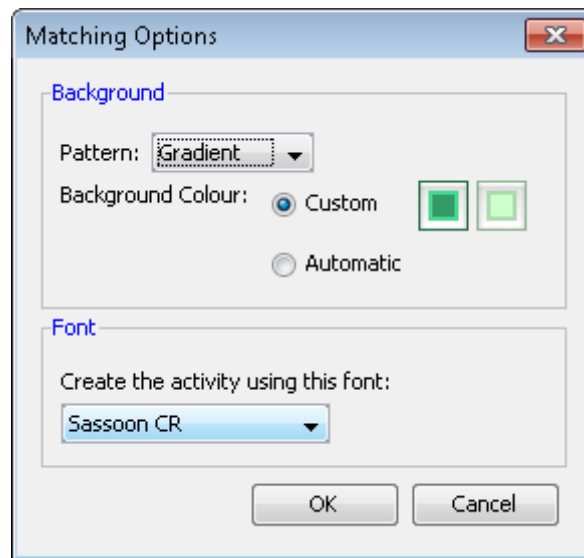 Matching Options
Background
Pattern: Gradient
Background Colour: Custom
Automatic
Font
Create the activity using this font:
Sassoon CR
OK Cancel